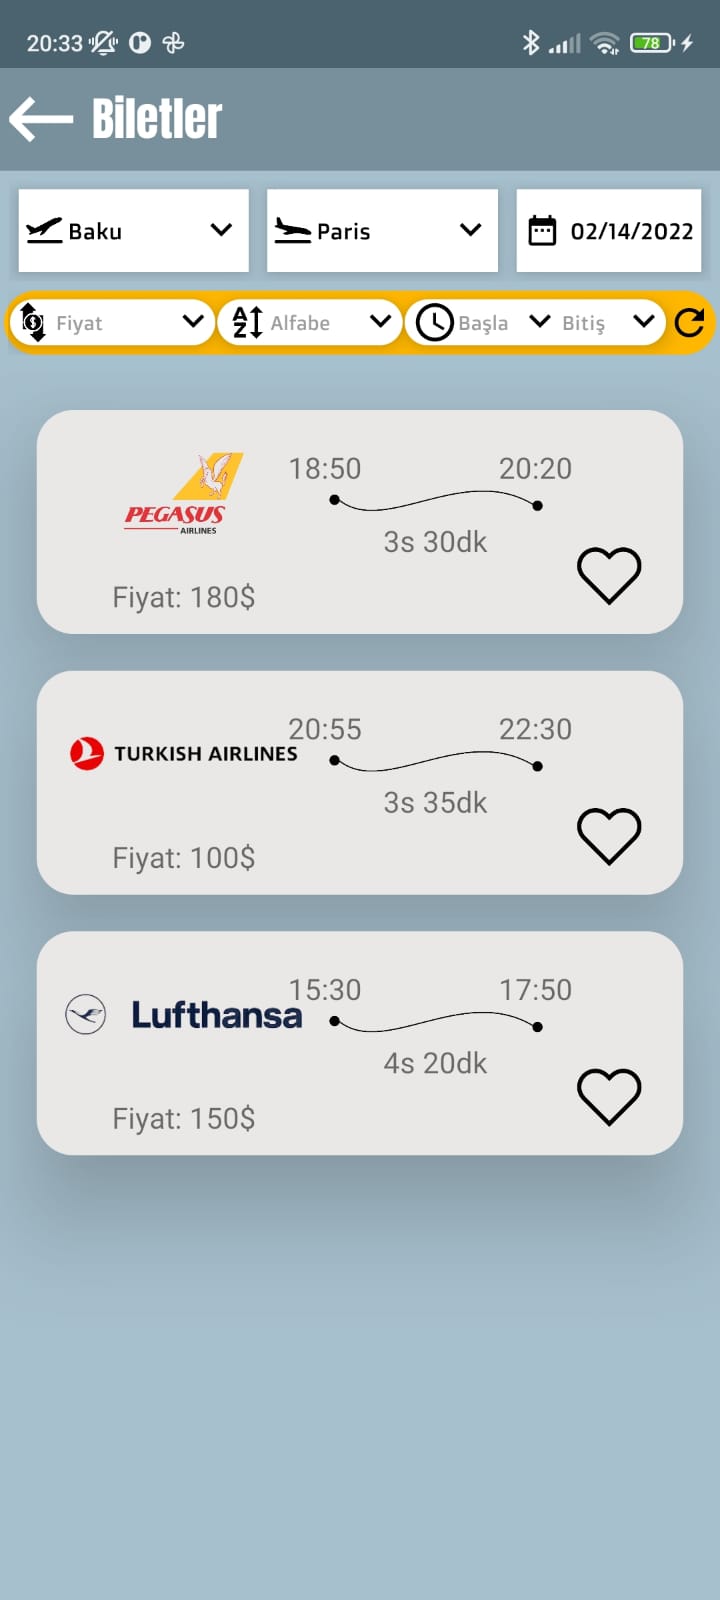 20:33 78
Biletler
Baku Paris 02/14/2022
Fiyat AZ Alfabe Başla Bitiş
18:50 20:20
PEGASUS
AIRLINES
3s 30dk
Fiyat: 180$
20:55 22:30
TURKISH AIRLINES
3s 35dk
Fiyat: 100$
15:30 17:50
Lufthansa
4s 20dk
Fiyat: 150$